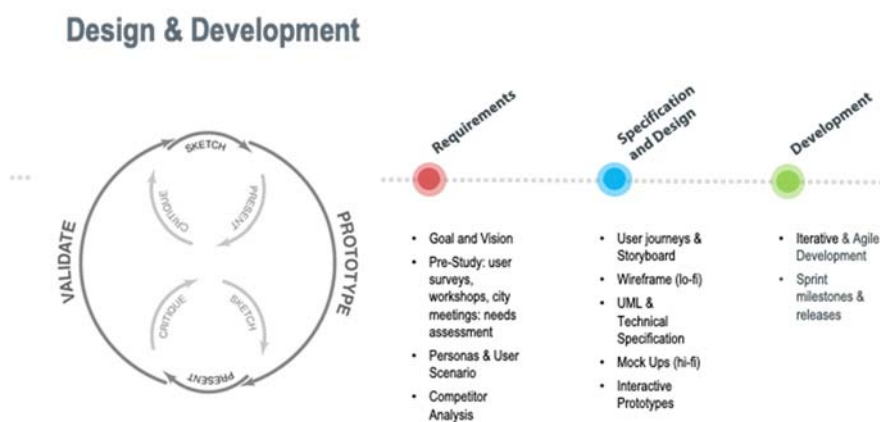 Design & Development
SKETCH
PRESENT
CRITIQUE
VALIDATE
PROTOTYPE
CRITIQUE
SKETCH
PRESENT
Requirements
• Goal and Vision
• Pre-Study: user
surveys,
workshops, city
meetings: needs
assessment
• Personas & User
Scenario
• Competitor
Analysis
Specification
and Design
• User journeys &
Storyboard
• Wireframe (lo-fi)
• UML &
Technical
Specification
• Mock Ups (hi-fi)
• Interactive
Prototypes
Development
• Iterative & Agile
Development
• Sprint
milestones &
releases